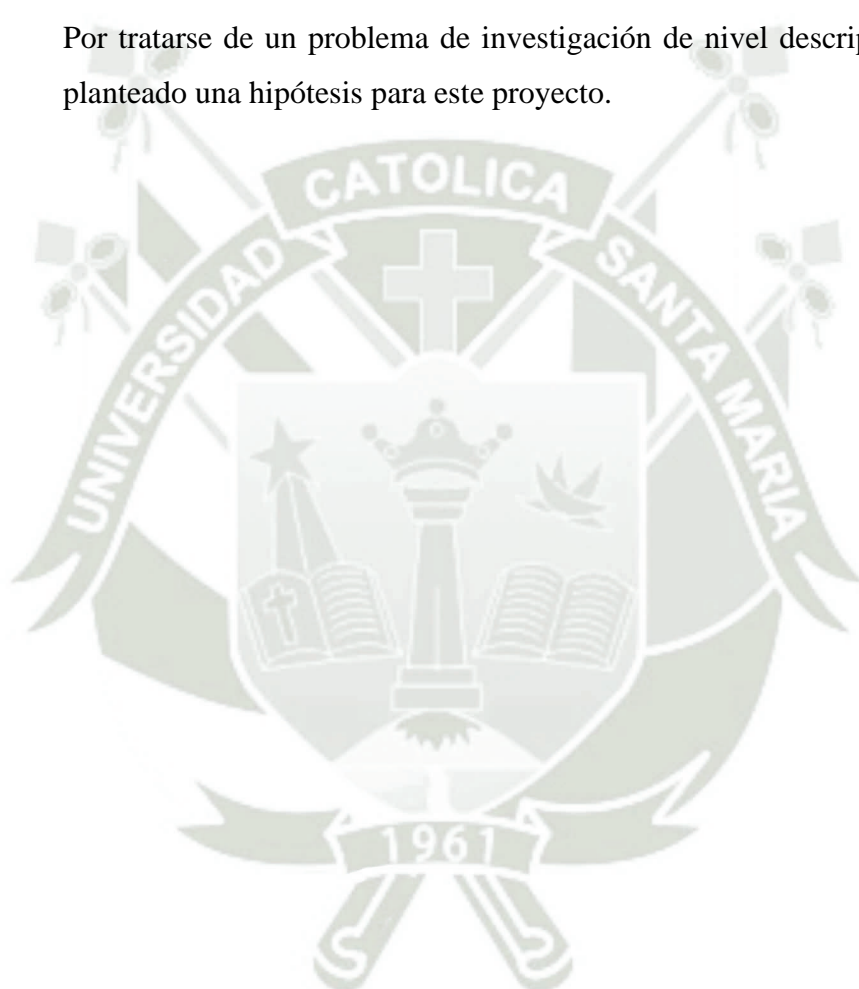 Por tratarse de un problema de investigación de nivel
planteado una hipótesis para este proyecto.
CATOLICA
UNIVERSIDAD
SANTA MARIA
1961